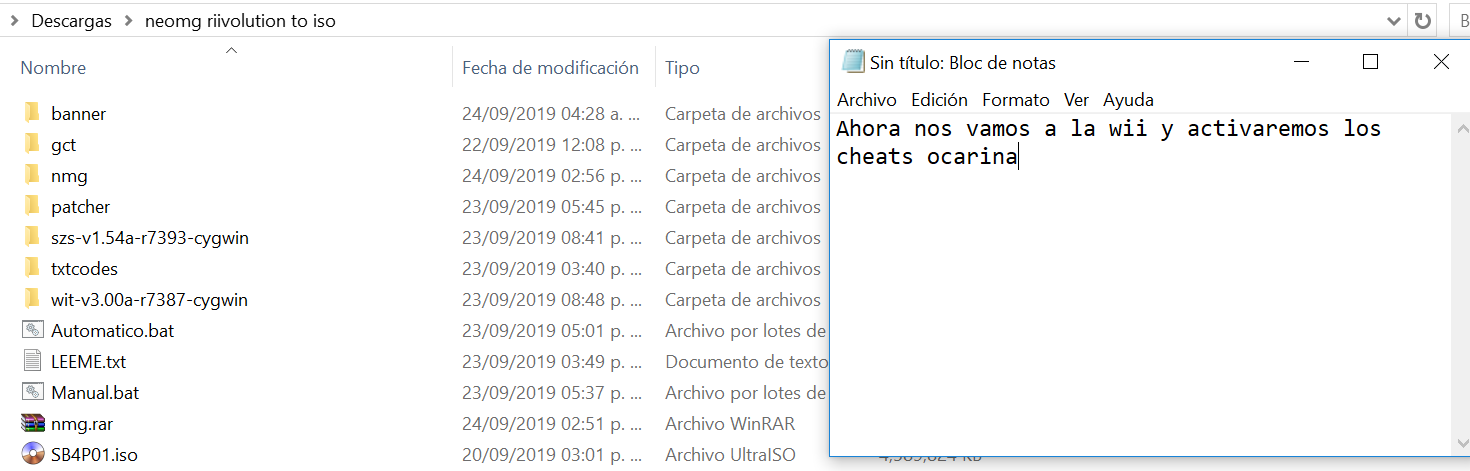 Descargas neomg riivolution to iso
Nombre Fecha de modificación Tipo
banner 24/09/2019 04:28 a. ... Carpeta de archivos
gct 22/09/2019 12:08 p. ... Carpeta de archivos
nmg 24/09/2019 02:56 p. ... Carpeta de archivos
patcher 23/09/2019 05:45 p. ... Carpeta de archivos
szs-v1.54a-r7393-cygwin 23/09/2019 08:41 p. ... Carpeta de archivos
txtcodes 23/09/2019 03:40 p. ... Carpeta de archivos
wit-v3.00a-r7387-cygwin 23/09/2019 08:48 p. ... Carpeta de archivos
Automatico.bat 23/09/2019 05:01 p. ... Archivo por lotes de
LEEME.txt 23/09/2019 03:49 p. ... Documento de texto
Manual.bat 23/09/2019 05:37 p. ... Archivo por lotes de
nmg.rar 24/09/2019 02:51 p. ... Archivo WinRAR
SB4P01.iso 20/09/2019 03:01 p. ... Archivo UltraISO
B
Sin título: Bloc de notas
Archivo Edición Formato Ver Ayuda
Ahora nos vamos a la wii y activaremos los
cheats ocarina